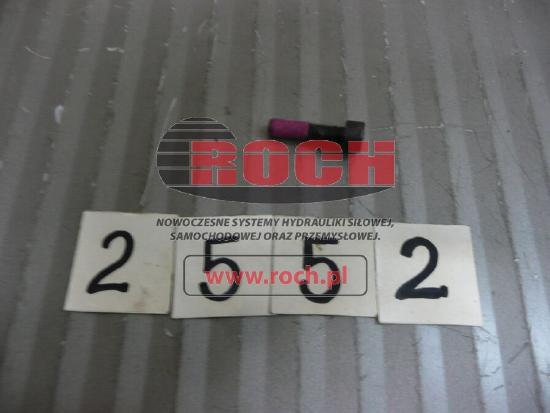 ROCH
NOWOCZESNE SYSTEMY HYDRAULIKI SIŁOWEJ,
SAMOCHODOWEJ ORAZ PRZEMYSŁOWEJ.
2 5 5 2
www.roch.pl